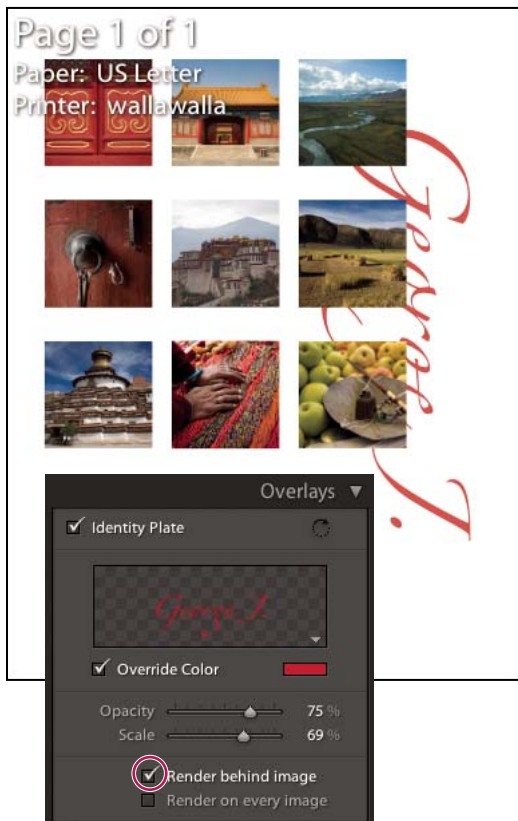 Page 1 of 1
Paper: US Letter
Printer: wallawalla
George J.
Overlays
Identity Plate
George J.
Override Color
Opacity 75 %
Scale 69 %
Render behind image
Render on every image